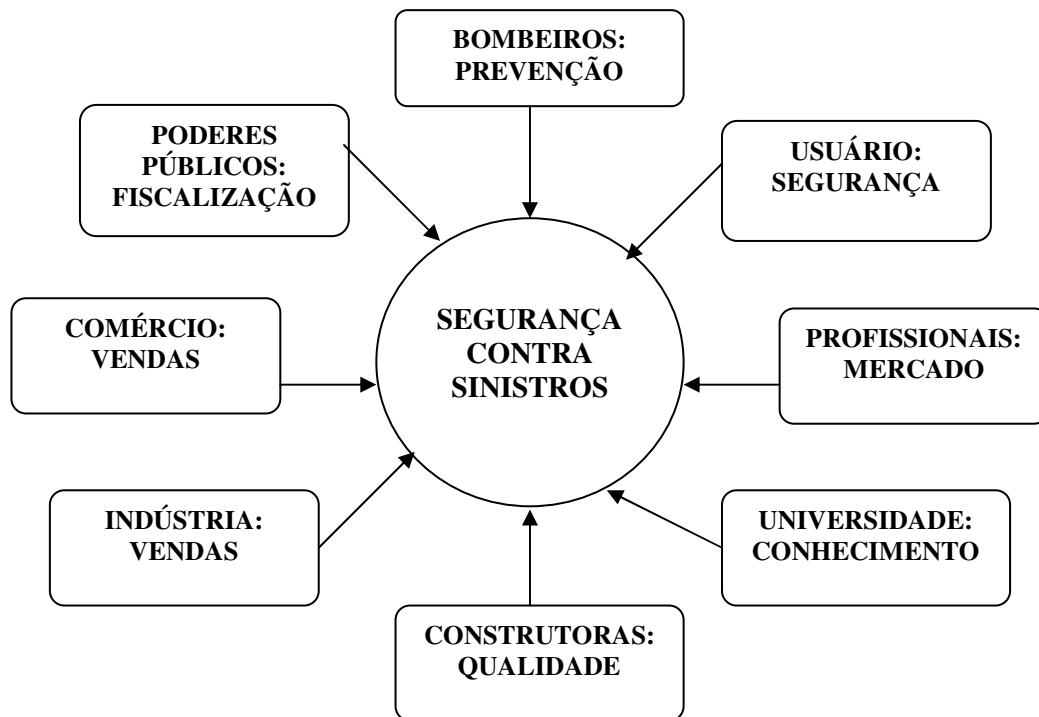 BOMBEIROS:
PREVENÇÃO
PODERES
PÚBLICOS:
FISCALIZAÇÃO
USUÁRIO:
SEGURANÇA
COMÉRCIO:
VENDAS
SEGURANÇA
CONTRA
SINISTROS
PROFISSIONAIS:
MERCADO
INDÚSTRIA:
VENDAS
UNIVERSIDADE:
CONHECIMENTO
CONSTRUTORAS:
QUALIDADE